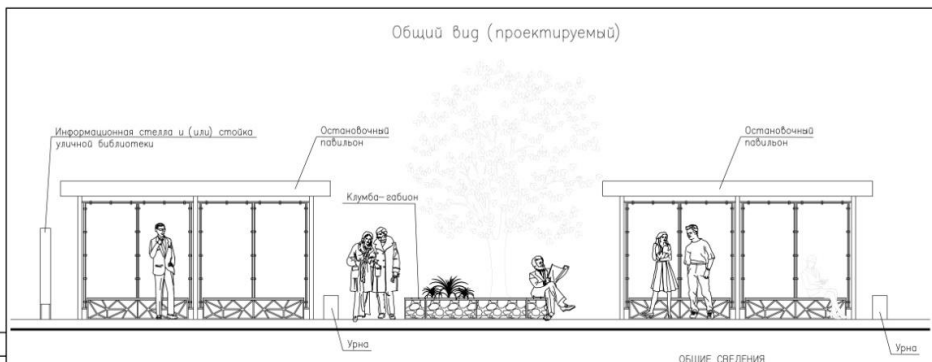 Общий вид (проектируемый)
Информационная стелла и (или) стойка
уличной библиотеки
Остановочный
павильон
Остановочный
павильон
Клумба-габион
Урна
Урна
ОБЩИЕ СВЕДЕНИЯ